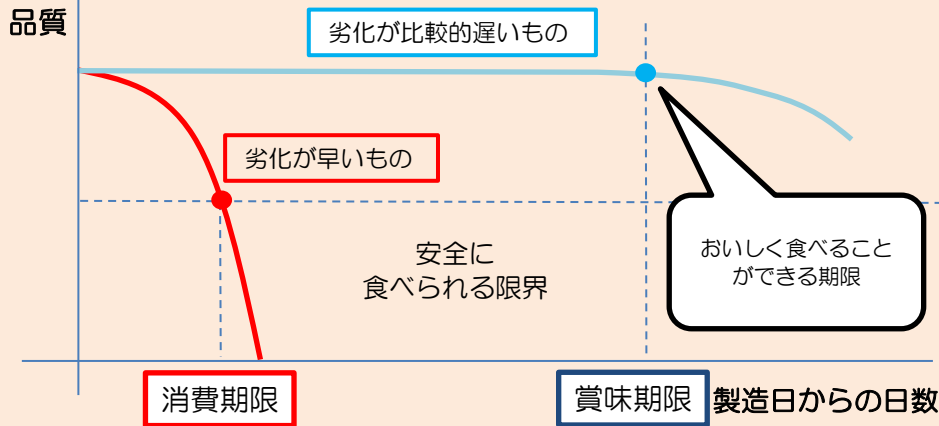 品質
劣化が比較的遅いもの
劣化が早いもの
安全に
食べられる限界
おいしく食べること
ができる期限
消費期限
賞味期限
製造日からの日数